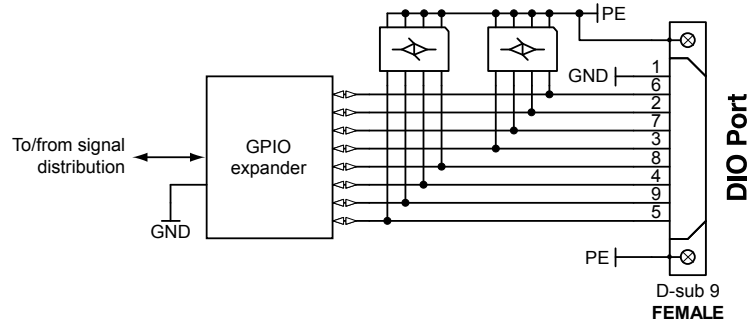 PE
GND
1
6
2
7
3
8
4
9
5
To/from signal
distribution
GPIO
expander
GND
PE
DIO Port
D-sub 9
FEMALE